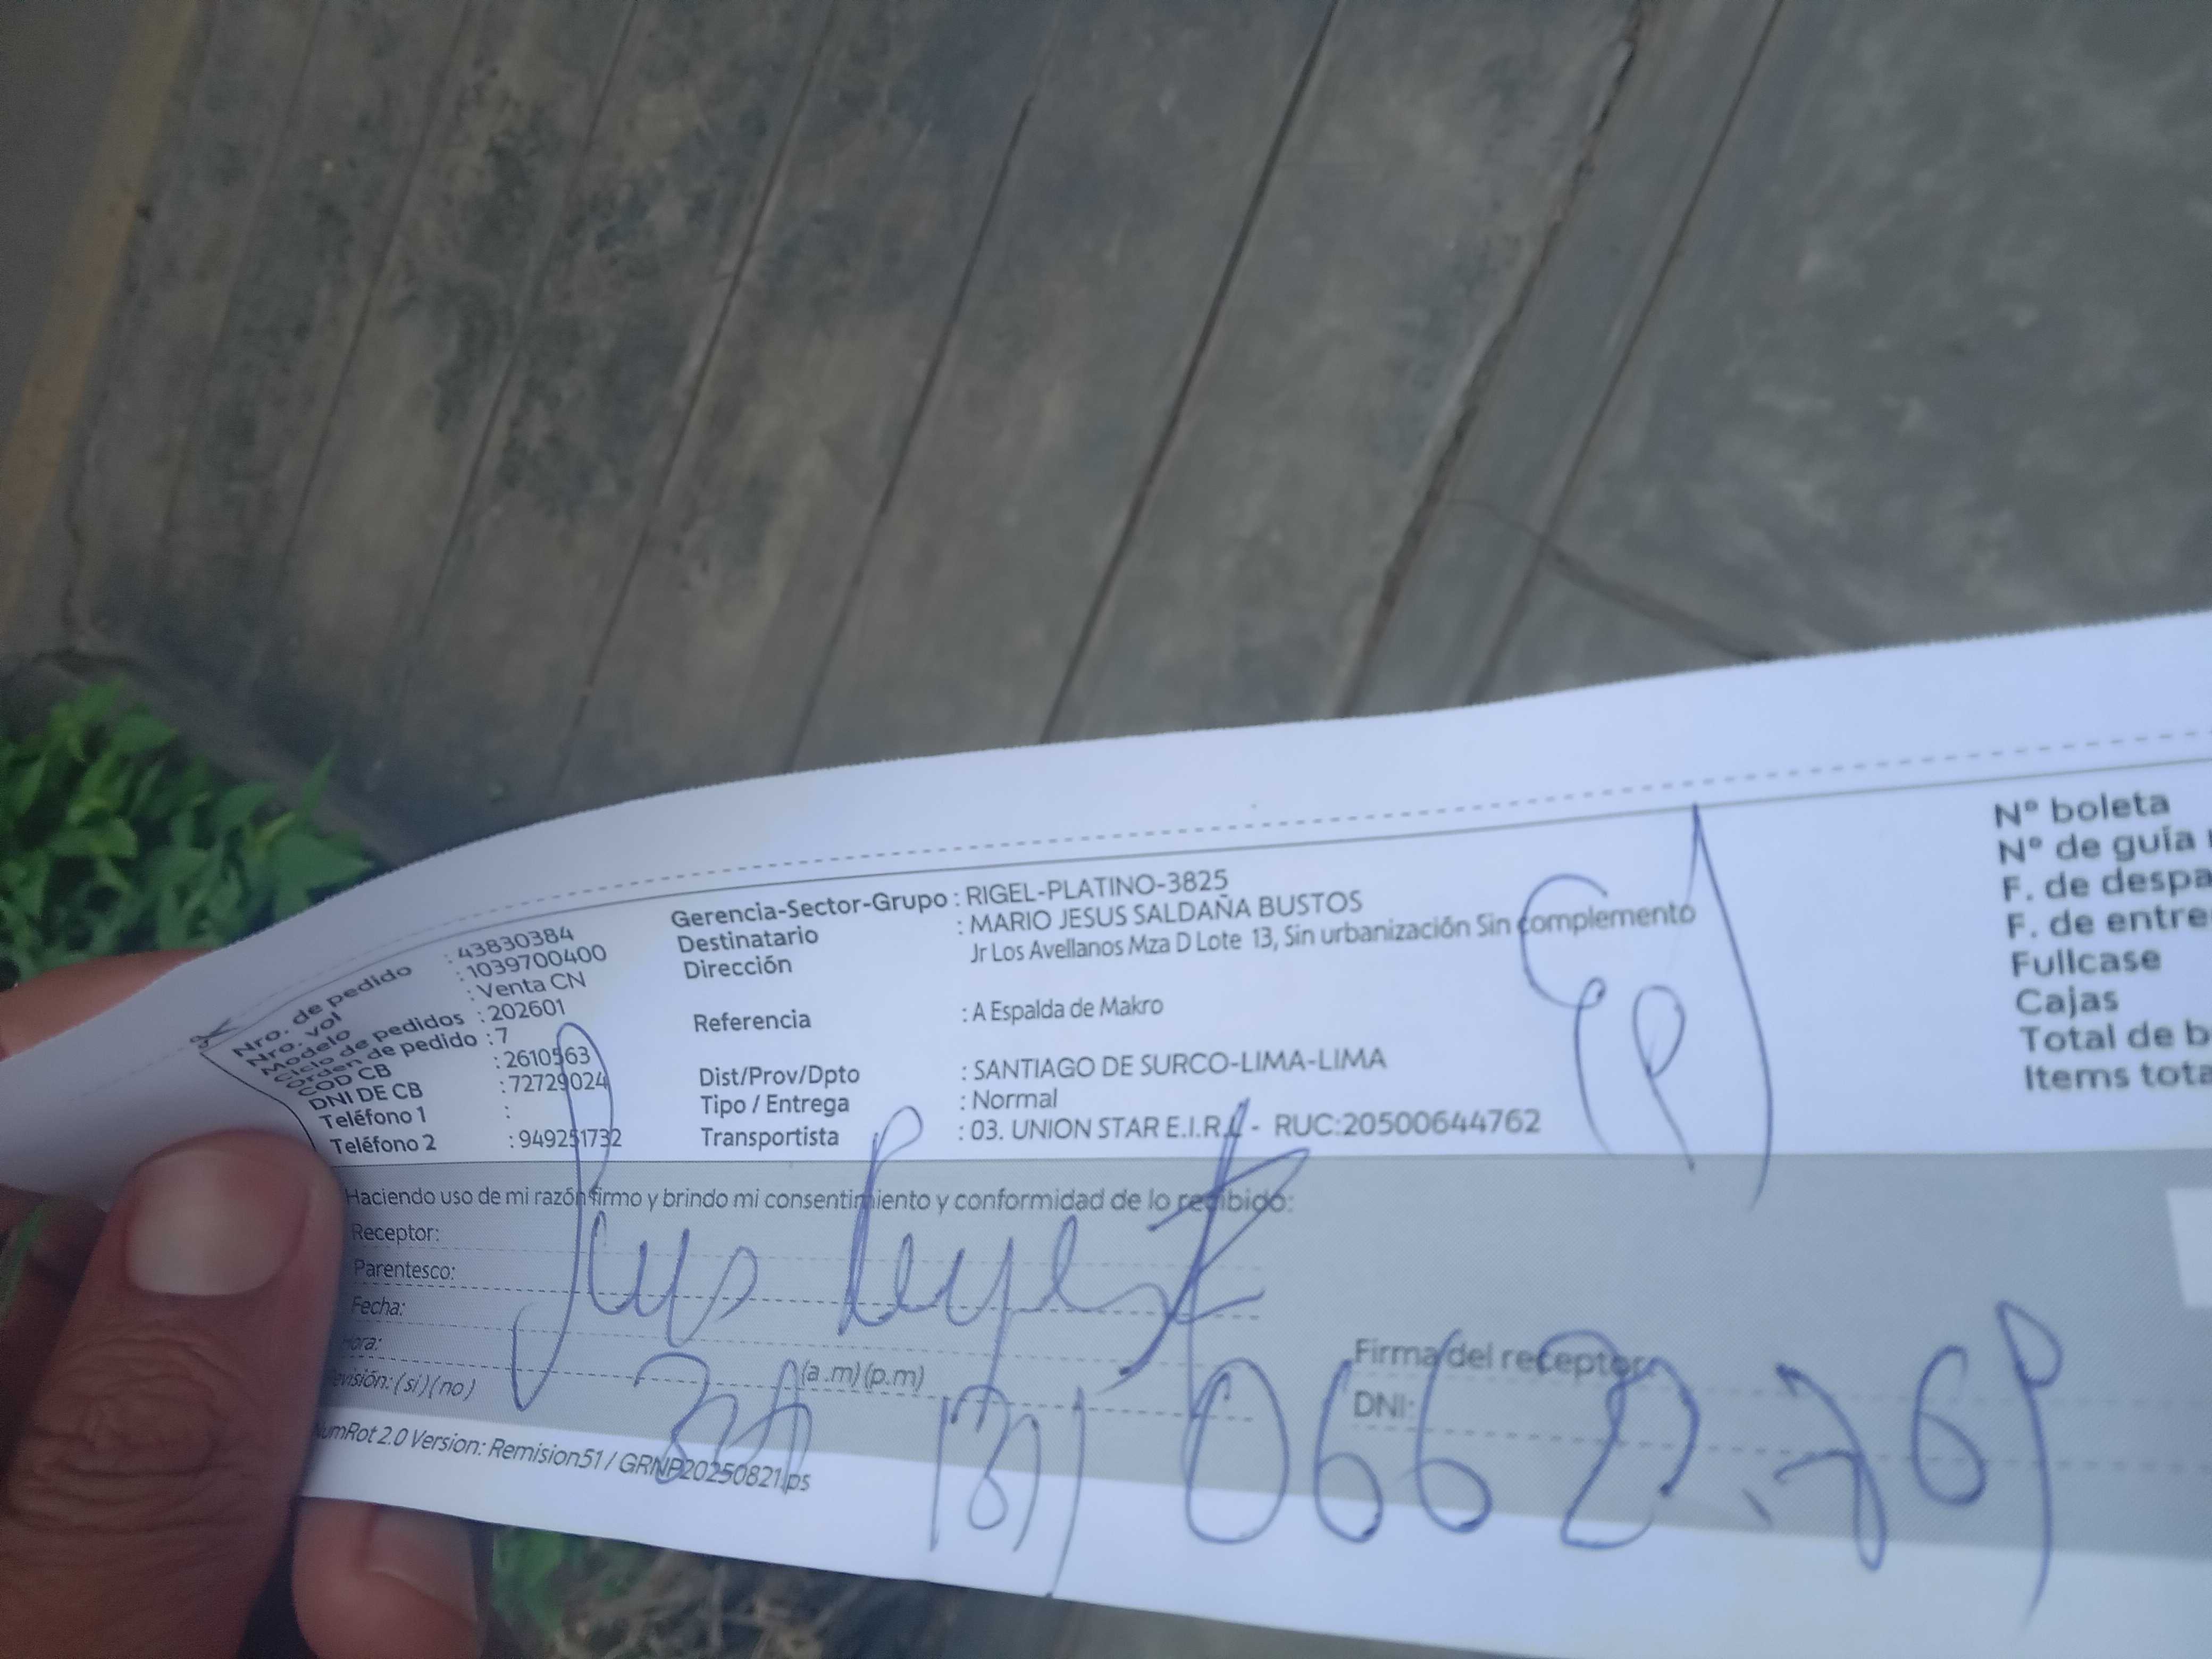 Nro. de pedido : 43830384
Nro. vol : 1039700400
Modelo : Venta CN
Ciclo de pedidos : 202601
Orden de pedido : 7
COD CB : 2610563
DNI DE CB : 72729024
Teléfono 1 :
Teléfono 2 : 949251732
Gerencia-Sector-Grupo : RIGEL-PLATINO-3825
Destinatario : MARIO JESUS SALDAÑA BUSTOS
Dirección Jr Los Avellanos Mza D Lote 13, Sin urbanización Sin complemento
Referencia : A Espalda de Makro
Dist/Prov/Dpto : SANTIAGO DE SURCO-LIMA-LIMA
Tipo / Entrega : Normal
Transportista : 03. UNION STAR E.I.R.L - RUC:20500644762
N° boleta
N° de guía
F. de despa
F. de entre
Fullcase
Cajas
Total de b
Items tota
Haciendo uso de mi razón firmo y brindo mi consentimiento y conformidad de lo recibido:
Receptor:
Parentesco:
Fecha:
Hora: (a.m)(p.m)
evisión: (si) (no)
Firma del receptor
DNI:
NumRot 2.0 Version: Remision51 / GRNP20250821.ps